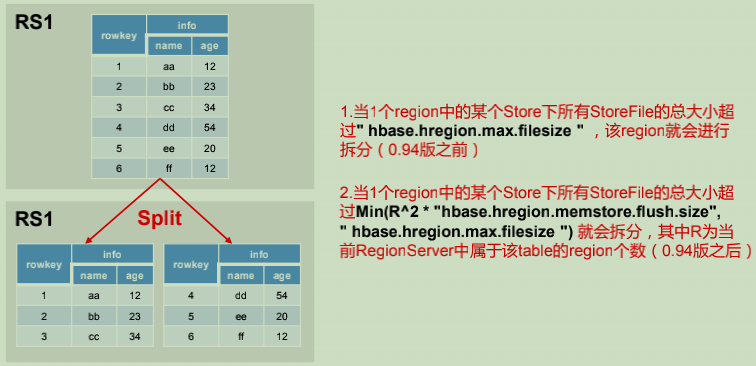 RS1
rowkey info
name age
1 aa 12
2 bb 23
3 cc 34
4 dd 54
5 ee 20
6 ff 12
RS1
Split
rowkey info
name age
1 aa 12
2 bb 23
3 cc 34
rowkey info
name age
4 dd 54
5 ee 20
6 ff 12
1.当1个region中的某个Store下所有StoreFile的总大小超
过" hbase.hregion.max.filesize "，该region就会进行
拆分（0.94版之前）
2.当1个region中的某个Store下所有StoreFile的总大小超
过Min(R^2 * "hbase.hregion.memstore.flush.size",
" hbase.hregion.max.filesize ") 就会拆分，其中R为当
前RegionServer中属于该table的region个数（0.94版之后）